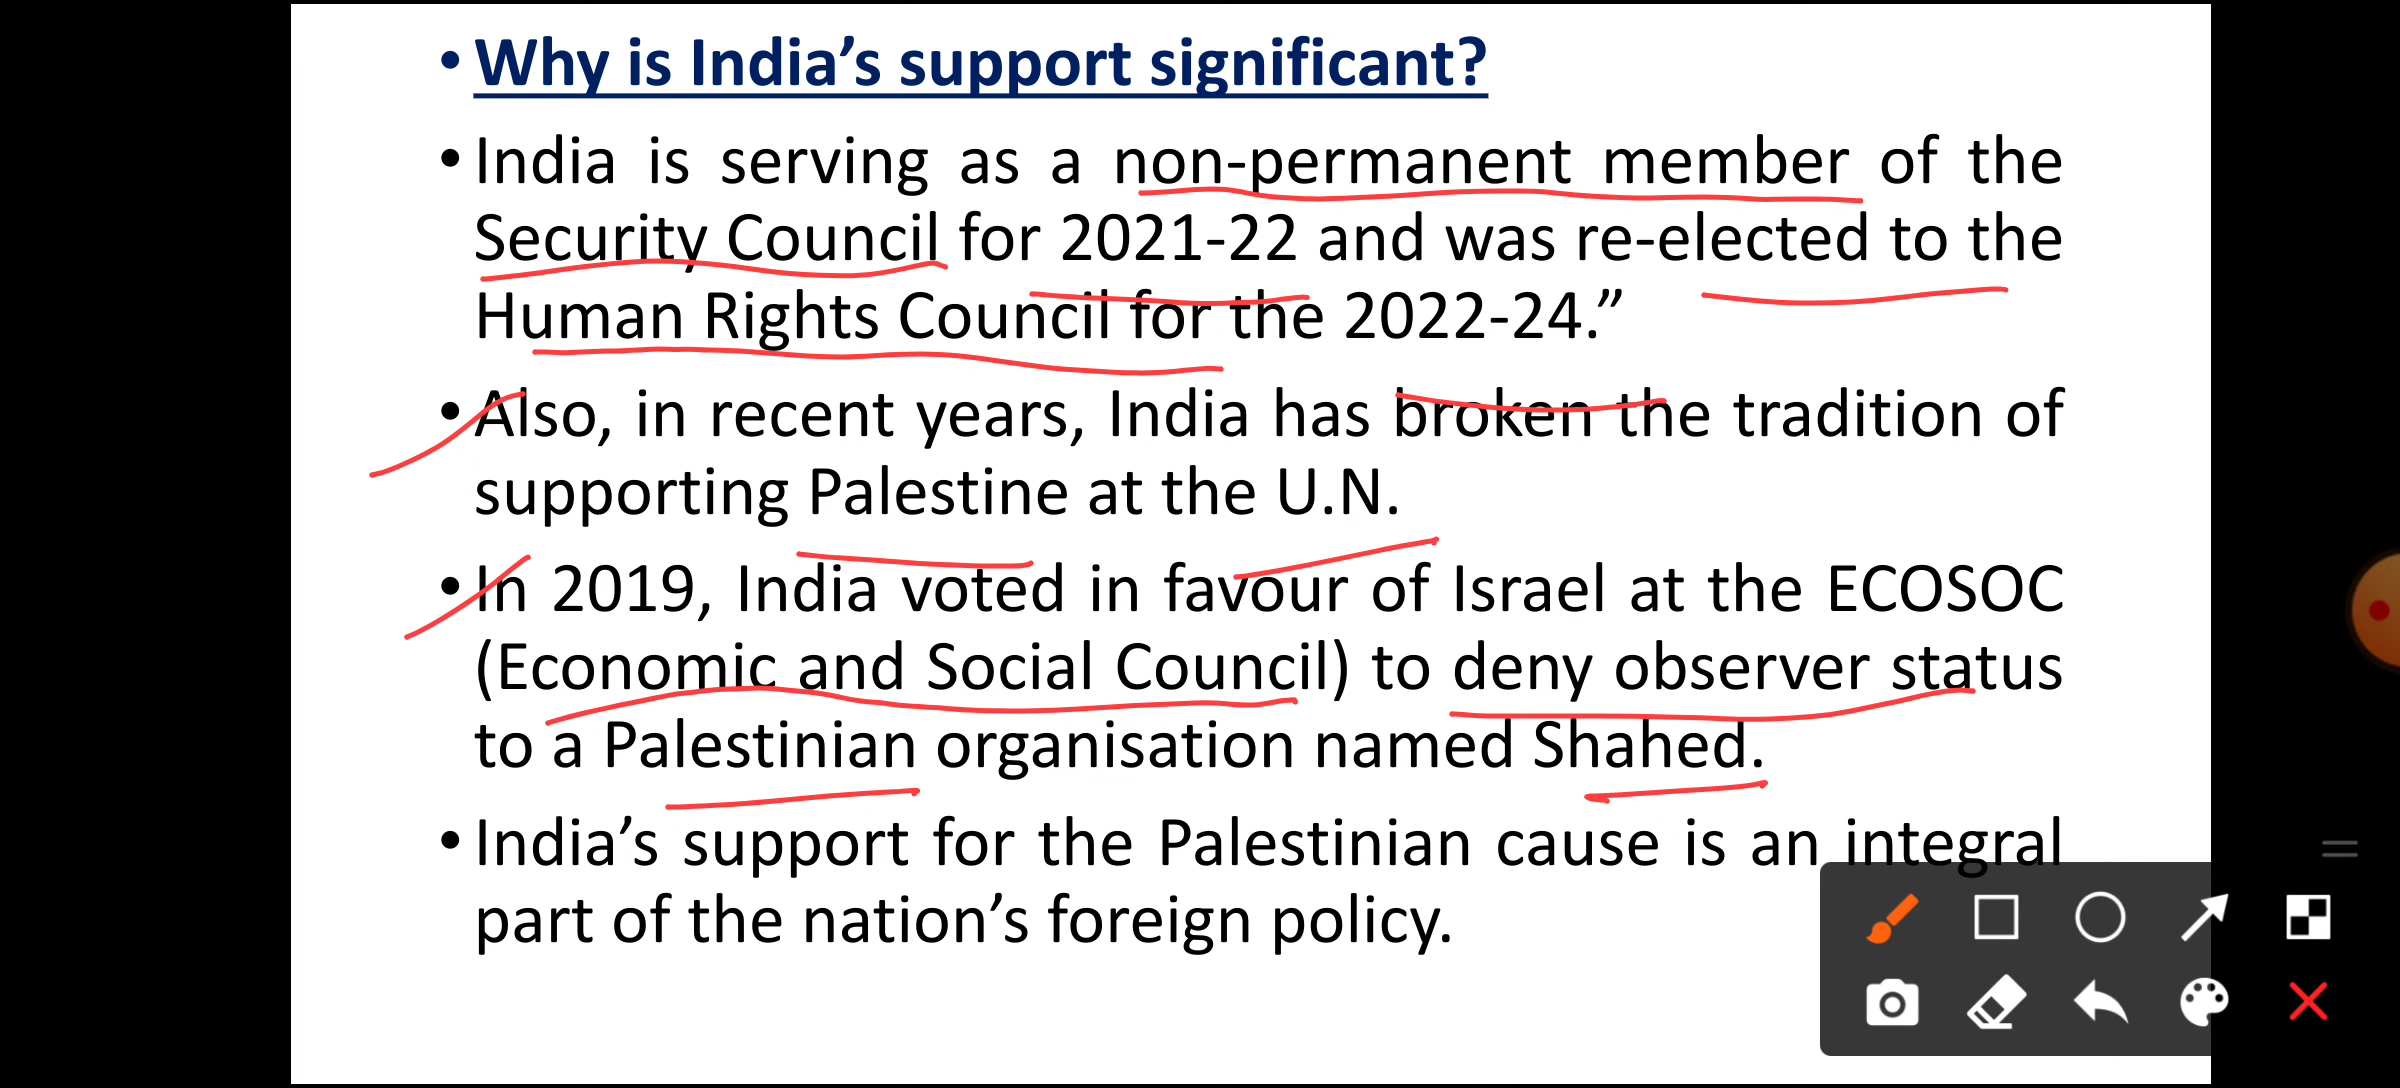 • Why is India’s support significant?
• India is serving as a non-permanent member of the
Security Council for 2021-22 and was re-elected to the
Human Rights Council for the 2022-24.”
• Also, in recent years, India has broken the tradition of
supporting Palestine at the U.N.
• In 2019, India voted in favour of Israel at the ECOSOC
(Economic and Social Council) to deny observer status
to a Palestinian organisation named Shahed.
• India’s support for the Palestinian cause is an integral
part of the nation’s foreign policy.